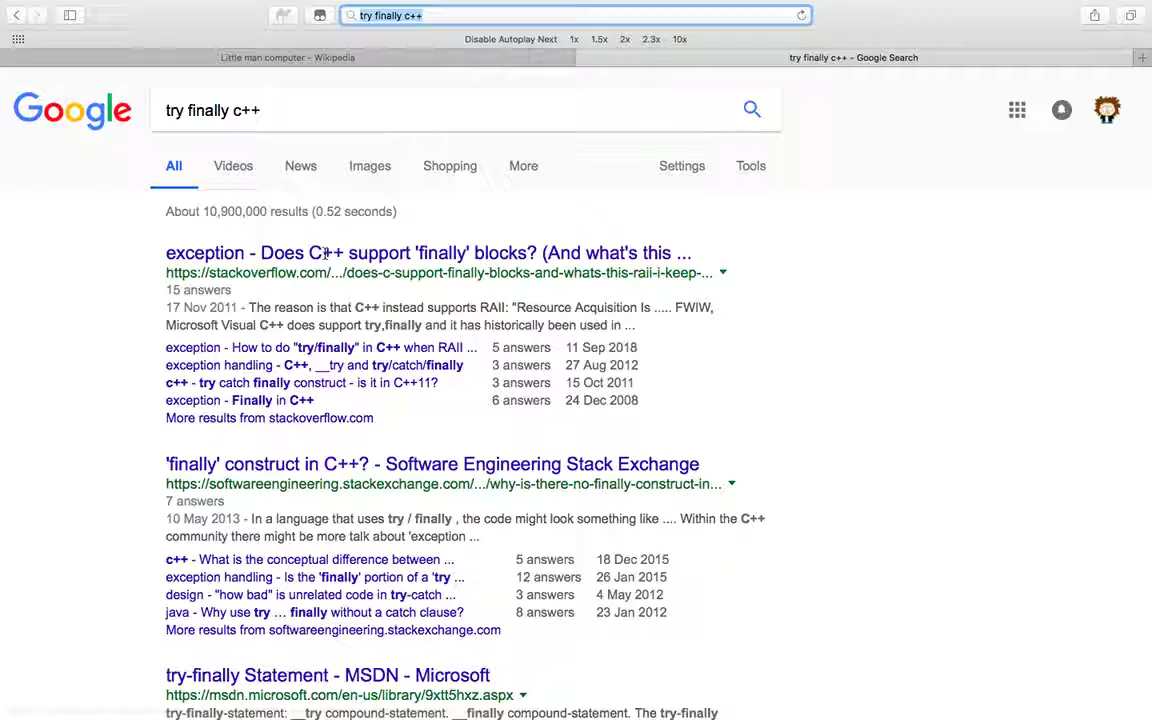 try finally c++
Disable Autoplay Next 1x 1.5x 2x 2.3x 10x
Little man computer – Wikipedia
try finally c++ - Google Search
Google
try finally c++
All Videos News Images Shopping More Settings Tools
About 10,900,000 results (0.52 seconds)
exception - Does C++ support 'finally' blocks? (And what's this ...
https://stackoverflow.com/.../does-c-support-finally-blocks-and-whats-this-raii-i-keep-...
15 answers
17 Nov 2011 - The reason is that C++ instead supports RAII: "Resource Acquisition Is ..... FWIW,
Microsoft Visual C++ does support try,finally and it has historically been used in ...
exception - How to do "try/finally" in C++ when RAII ... 5 answers 11 Sep 2018
exception handling - C++, __try and try/catch/finally 3 answers 27 Aug 2012
c++ - try catch finally construct - is it in C++11? 3 answers 15 Oct 2011
exception - Finally in C++ 6 answers 24 Dec 2008
More results from stackoverflow.com
'finally' construct in C++? - Software Engineering Stack Exchange
https://softwareengineering.stackexchange.com/.../why-is-there-no-finally-construct-in...
7 answers
10 May 2013 - In a language that uses try / finally , the code might look something like .... Within the C++
community there might be more talk about 'exception ...
c++ - What is the conceptual difference between ... 5 answers 18 Dec 2015
exception handling - Is the 'finally' portion of a 'try ... 12 answers 26 Jan 2015
design - "how bad" is unrelated code in try-catch ... 3 answers 4 May 2012
java - Why use try … finally without a catch clause? 8 answers 23 Jan 2012
More results from softwareengineering.stackexchange.com
try-finally Statement - MSDN - Microsoft
https://msdn.microsoft.com/en-us/library/9xtt5hxz.aspx
try-finally-statement: __try compound-statement. __finally compound-statement. The try-finally